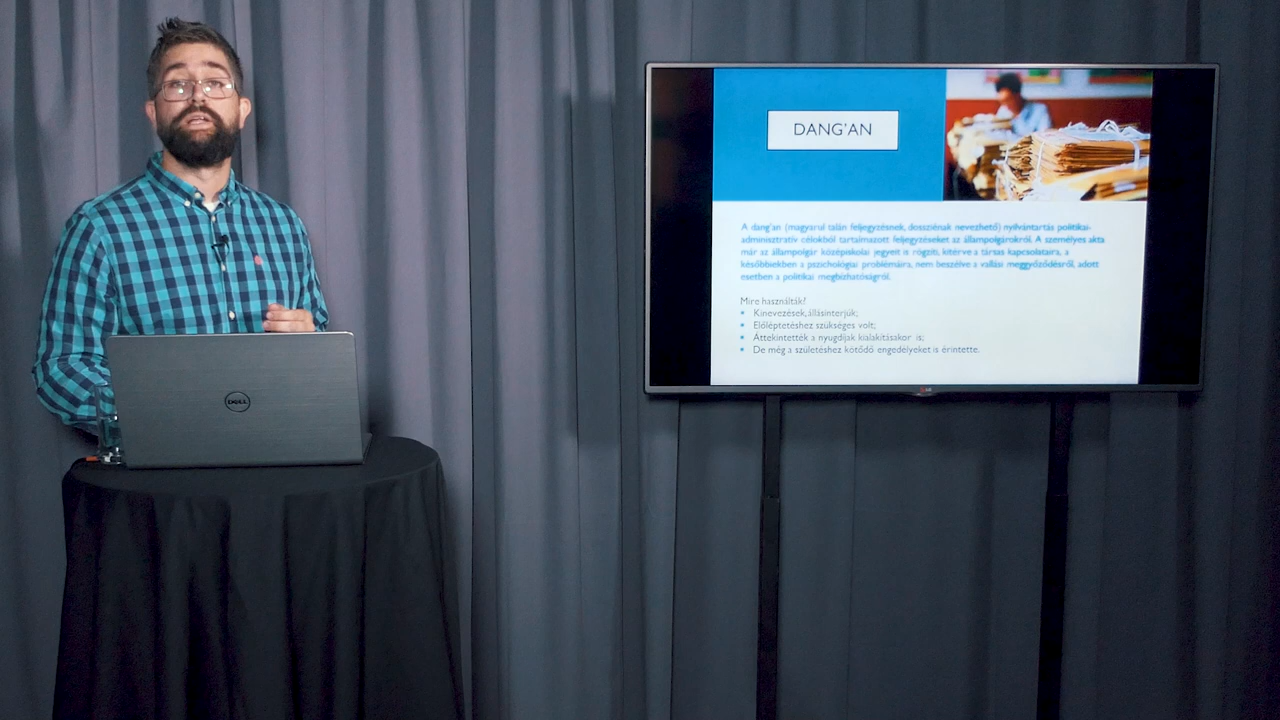 DANG'AN
A dang'an (magyarul talán feljegyzésnek, dossziénak nevezhető) nyilvántartás politikai-
adminisztratív célokból tartalmazott feljegyzéseket az állampolgárokról. A személyes akta
már az állampolgár középiskolai jegyeit is rögzíti, kitérve a társas kapcsolataira, a
későbbiekben a pszichológiai problémáira, nem beszélve a vallási meggyőződésről, adott
esetben a politikai megbízhatóságról.
Mire használták?
Kinevezések, állásinterjúk;
Előléptetéshez szükséges volt;
Áttekintették a nyugdíjak kialakításakor is;
De még a születéshez kötődő engedélyeket is érintette.
DELL
LG